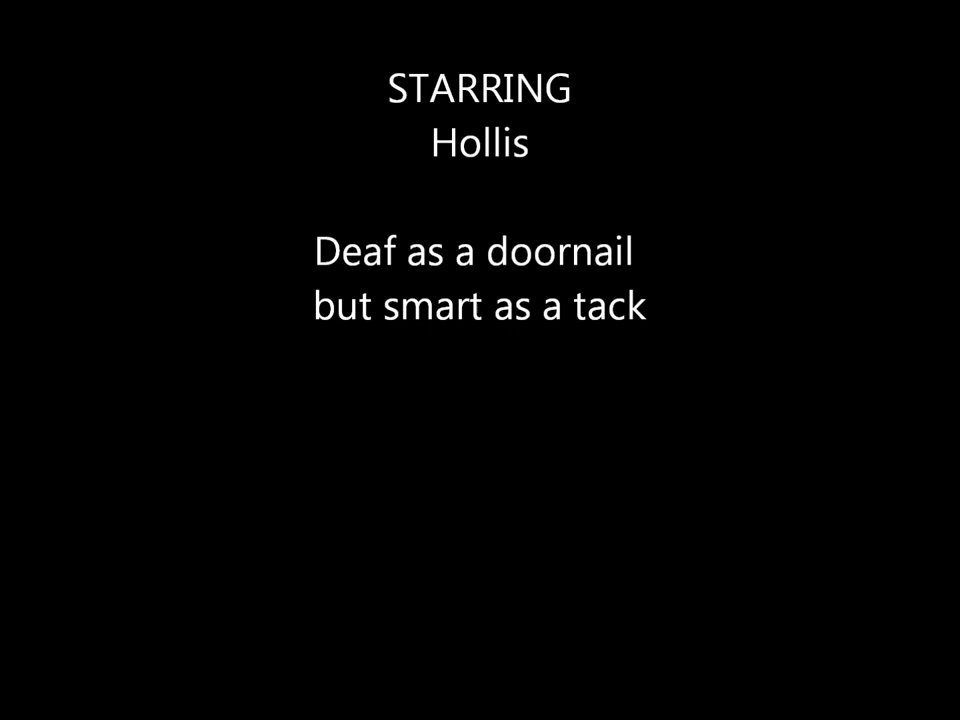 STARRING
Hollis
Deaf as a doornail
but smart as a tack